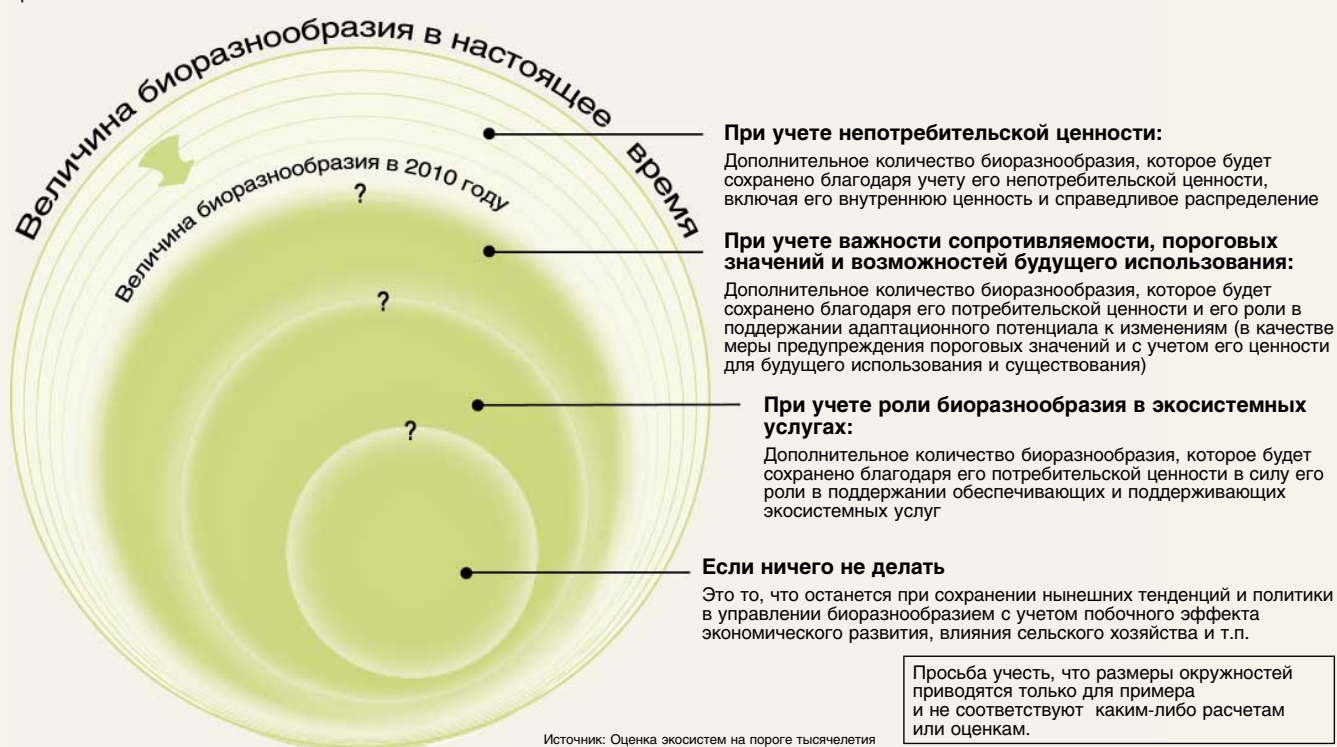 Величина биоразнообразия в настоящее время
Величина биоразнообразия в 2010 году
?
?
?
При учете непотребительской ценности:
Дополнительное количество биоразнообразия, которое будет
сохранено благодаря учету его непотребительской ценности,
включая его внутреннюю ценность и справедливое распределение
При учете важности сопротивляемости, пороговых
значений и возможностей будущего использования:
Дополнительное количество биоразнообразия, которое будет
сохранено благодаря его потребительской ценности и его роли в
поддержании адаптационного потенциала к изменениям (в качестве
меры предупреждения пороговых значений и с учетом его ценности
для будущего использования и существования)
При учете роли биоразнообразия в экосистемных
услугах:
Дополнительное количество биоразнообразия, которое будет
сохранено благодаря его потребительской ценности в силу его
роли в поддержании обеспечивающих и поддерживающих
экосистемных услуг
Если ничего не делать
Это то, что останется при сохранении нынешних тенденций и политики
в управлении биоразнообразием с учетом побочного эффекта
экономического развития, влияния сельского хозяйства и т.п.
Просьба учесть, что размеры окружностей
приводятся только для примера
и не соответствуют каким-либо расчетам
или оценкам.
Источник: Оценка экосистем на пороге тысячелетия